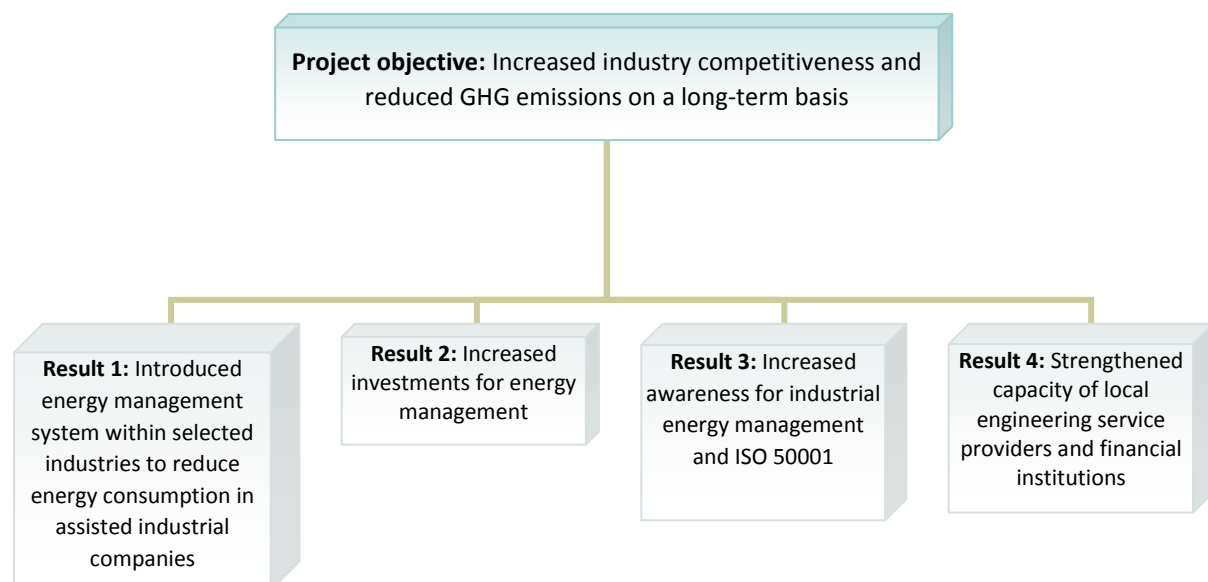 Project objective: Increased industry competitiveness and
reduced GHG emissions on a long-term basis
Result 1: Introduced
energy management
system within selected
industries to reduce
energy consumption in
assisted industrial
companies
Result 2: Increased
investments for energy
management
Result 3: Increased
awareness for industrial
energy management
and ISO 50001
Result 4: Strengthened
capacity of local
engineering service
providers and financial
institutions